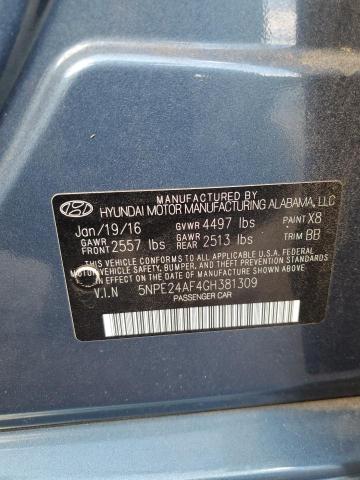 MANUFACTURED BY
HYUNDAI MOTOR MANUFACTURING ALABAMA, LLC
Jan/19/16 GVWR 4497 lbs PAINT X8
GAWR FRONT 2557 lbs GAWR REAR 2513 lbs TRIM BB
THIS VEHICLE CONFORMS TO ALL APPLICABLE U.S.A
FEDERAL MOTOR VEHICLE SAFETY, BUMPER, AND
THEFT PREVENTION STANDARDS IN EFFECT ON THE
DATE OF MANUFACTURE SHOWN ABOVE.
V.I.N 5NPE24AF4GH381309
PASSENGER CAR